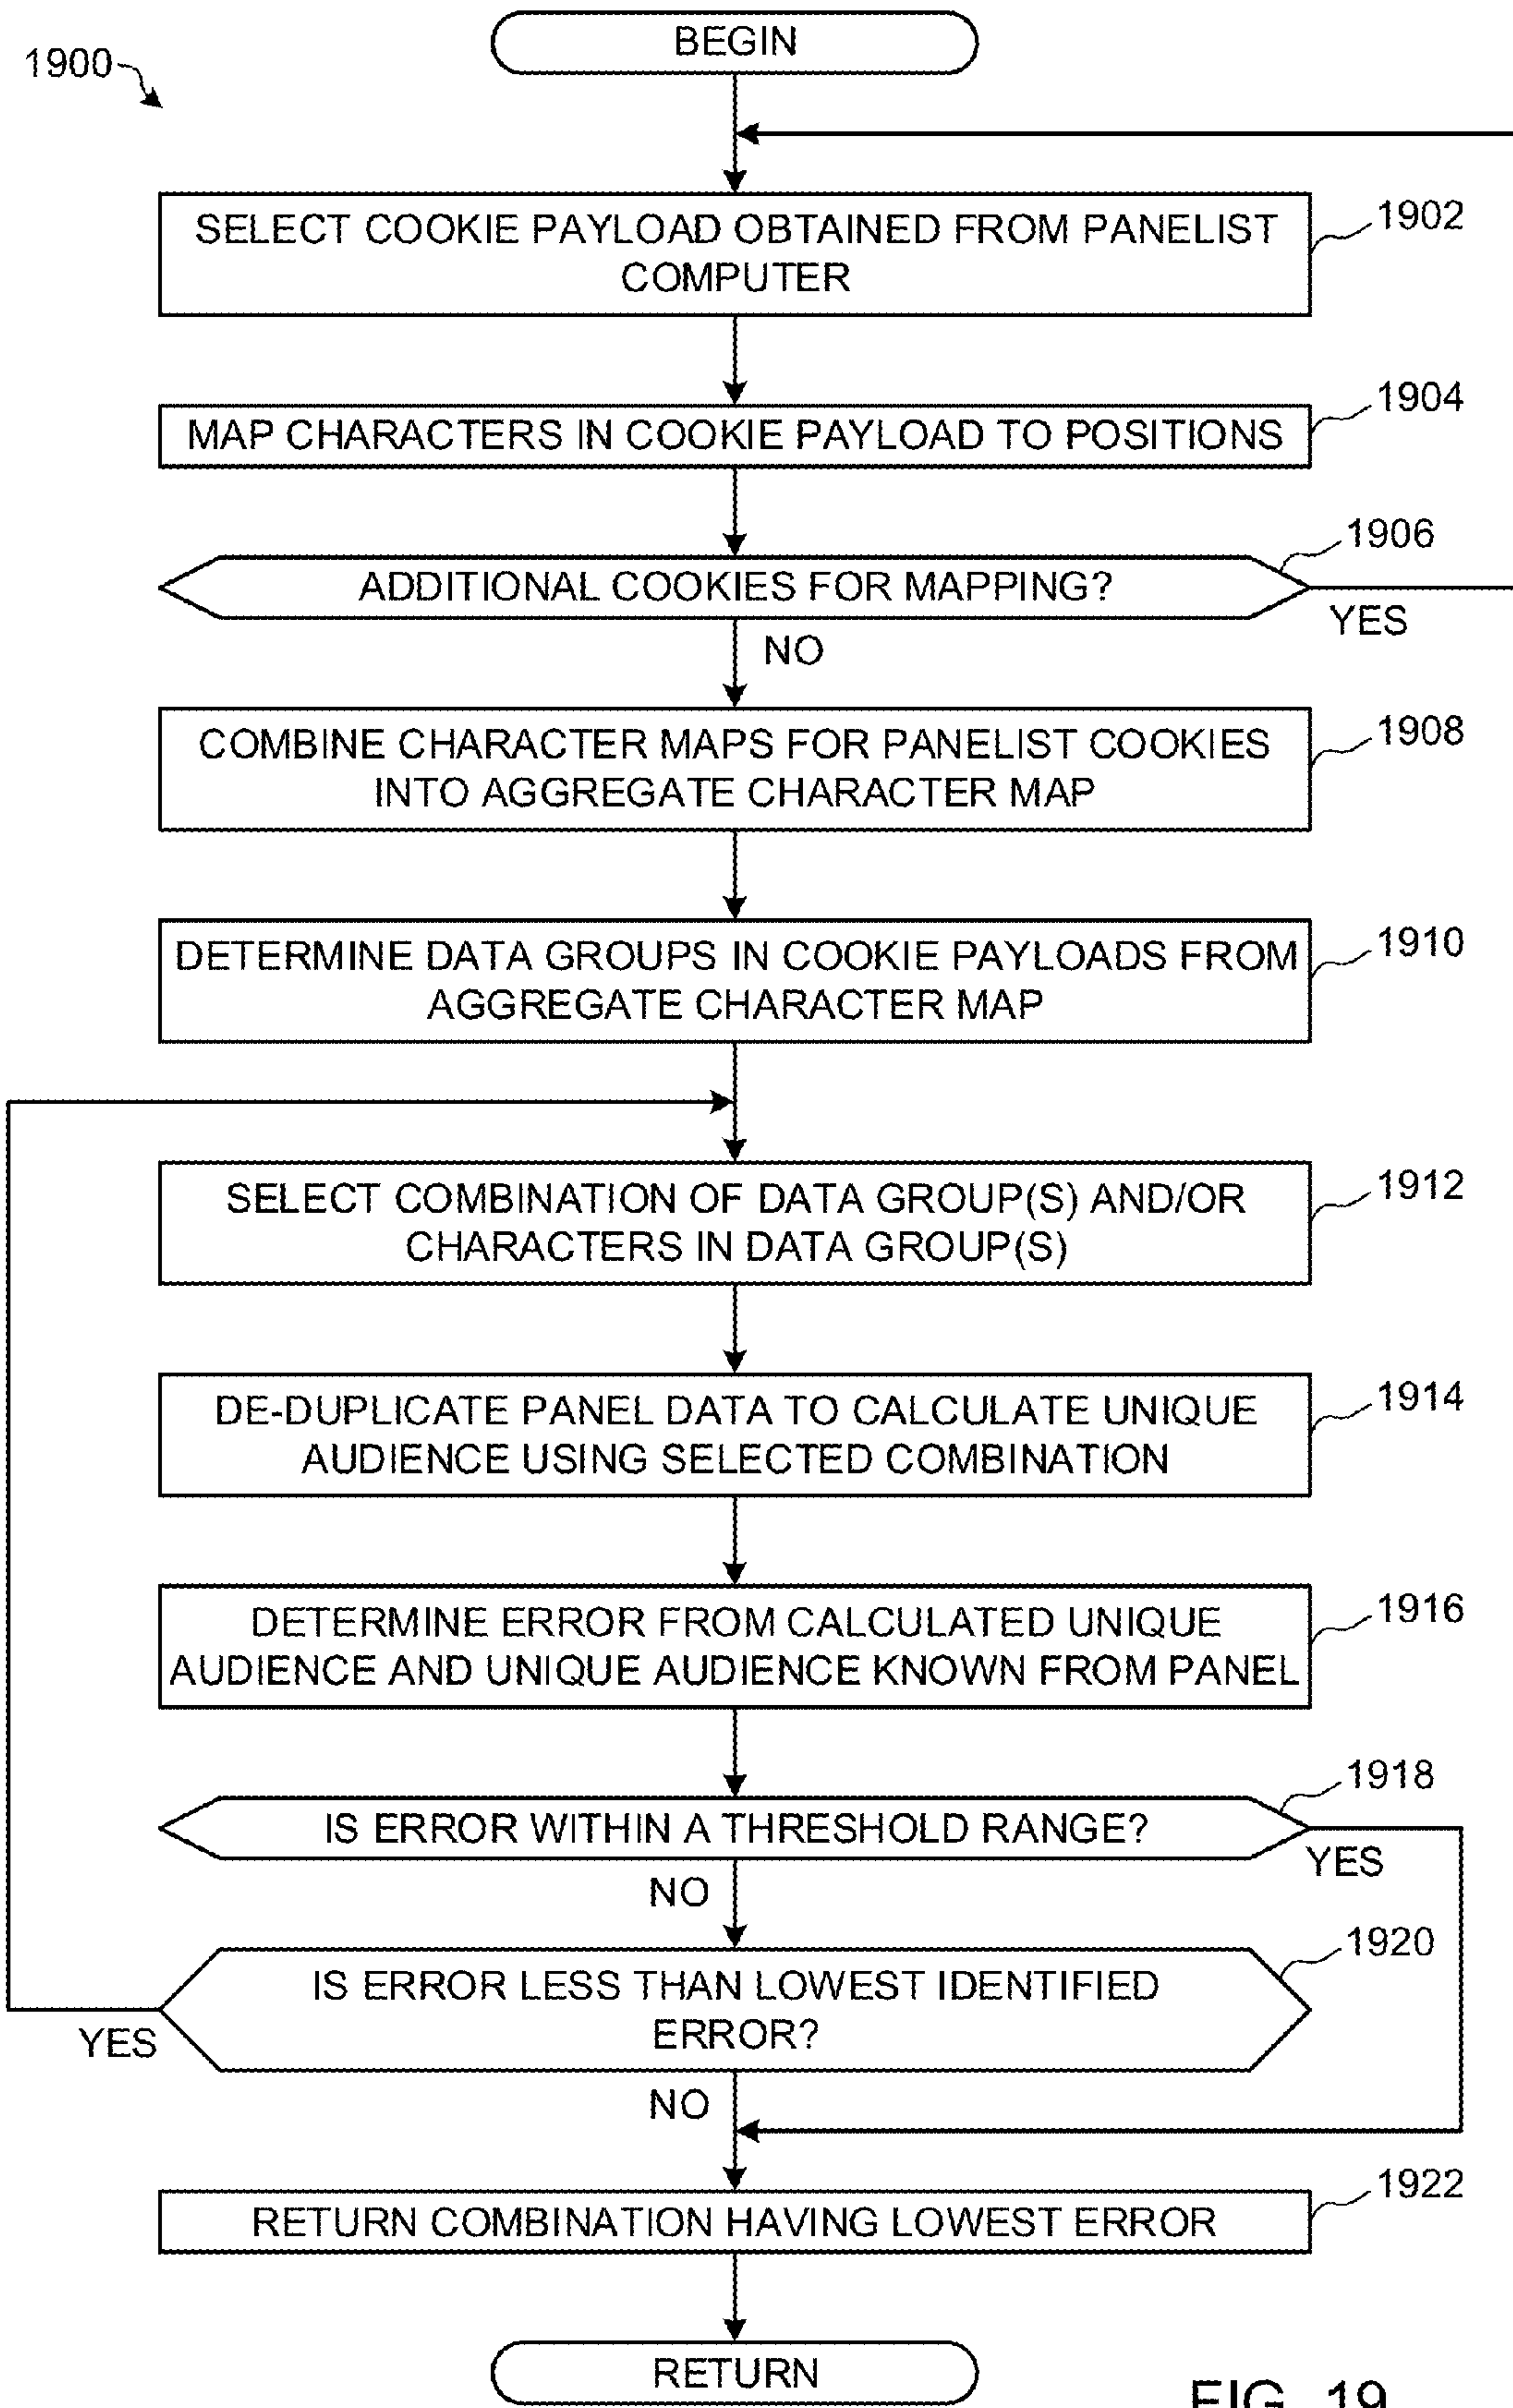 BEGIN
1900
SELECT COOKIE PAYLOAD OBTAINED FROM PANELIST
COMPUTER
1902
MAP CHARACTERS IN COOKIE PAYLOAD TO POSITIONS
1904
ADDITIONAL COOKIES FOR MAPPING?
1906
YES
NO
COMBINE CHARACTER MAPS FOR PANELIST COOKIES
INTO AGGREGATE CHARACTER MAP
1908
DETERMINE DATA GROUPS IN COOKIE PAYLOADS FROM
AGGREGATE CHARACTER MAP
1910
SELECT COMBINATION OF DATA GROUP(S) AND/OR
CHARACTERS IN DATA GROUP(S)
1912
DE-DUPLICATE PANEL DATA TO CALCULATE UNIQUE
AUDIENCE USING SELECTED COMBINATION
1914
DETERMINE ERROR FROM CALCULATED UNIQUE
AUDIENCE AND UNIQUE AUDIENCE KNOWN FROM PANEL
1916
IS ERROR WITHIN A THRESHOLD RANGE?
1918
YES
NO
IS ERROR LESS THAN LOWEST IDENTIFIED
ERROR?
1920
YES
NO
RETURN COMBINATION HAVING LOWEST ERROR
1922
RETURN
FIG. 19